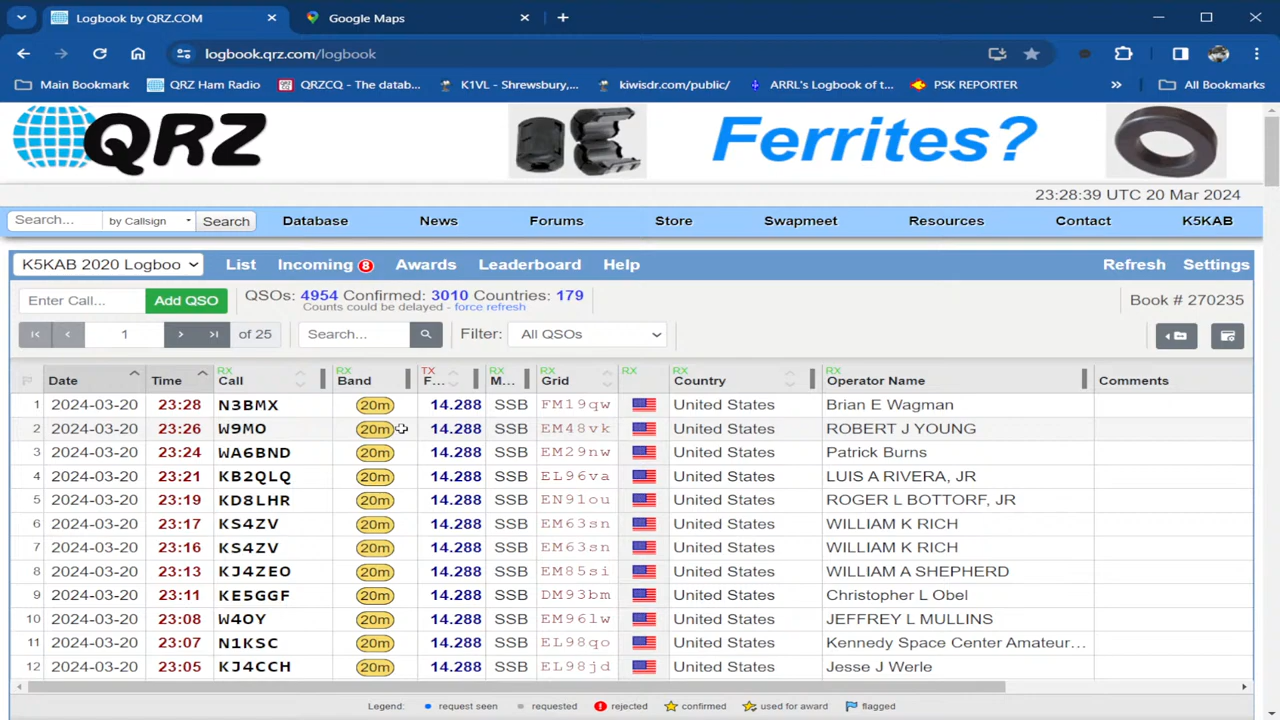 Logbook by QRZ.COM
Google Maps
logbook.qrz.com/logbook
Main Bookmark QRZ Ham Radio QRZCQ - The datab... K1VL - Shrewsbury,... kiwisdr.com/public/ ARRL's Logbook of t... PSK REPORTER » All Bookmarks
QRZ Ferrites?
23:28:39 UTC 20 Mar 2024
Search... by Callsign Search Database News Forums Store Swapmeet Resources Contact K5KAB
K5KAB 2020 Logboo List Incoming 8 Awards Leaderboard Help Refresh Settings
Enter Call... Add QSO QSOs: 4954 Confirmed: 3010 Countries: 179 Book # 270235
Counts could be delayed - force refresh
1 of 25 Search... Filter: All QSOs
RX RX TX RX RX RX RX RX
Date Time Call Band F... M... Grid Country Operator Name Comments
1 2024-03-20 23:28 N3BMX 20m 14.288 SSB FM19qw United States Brian E Wagman
2 2024-03-20 23:26 W9MO 20m 14.288 SSB EM48vk United States ROBERT J YOUNG
3 2024-03-20 23:24 WA6BND 20m 14.288 SSB EM29nw United States Patrick Burns
4 2024-03-20 23:21 KB2QLQ 20m 14.288 SSB EL96va United States LUIS A RIVERA, JR
5 2024-03-20 23:19 KD8LHR 20m 14.288 SSB EN91ou United States ROGER L BOTTORF, JR
6 2024-03-20 23:17 KS4ZV 20m 14.288 SSB EM63sn United States WILLIAM K RICH
7 2024-03-20 23:16 KS4ZV 20m 14.288 SSB EM63sn United States WILLIAM K RICH
8 2024-03-20 23:13 KJ4ZEO 20m 14.288 SSB EM85si United States WILLIAM A SHEPHERD
9 2024-03-20 23:11 KE5GGF 20m 14.288 SSB DM93bm United States Christopher L Obel
10 2024-03-20 23:08 W4OY 20m 14.288 SSB EM96lw United States JEFFREY L MULLINS
11 2024-03-20 23:07 N1KSC 20m 14.288 SSB EL98qo United States Kennedy Space Center Amateur...
12 2024-03-20 23:05 KJ4CCH 20m 14.288 SSB EL98jd United States Jesse J Werle
Legend: request seen requested rejected confirmed used for award flagged